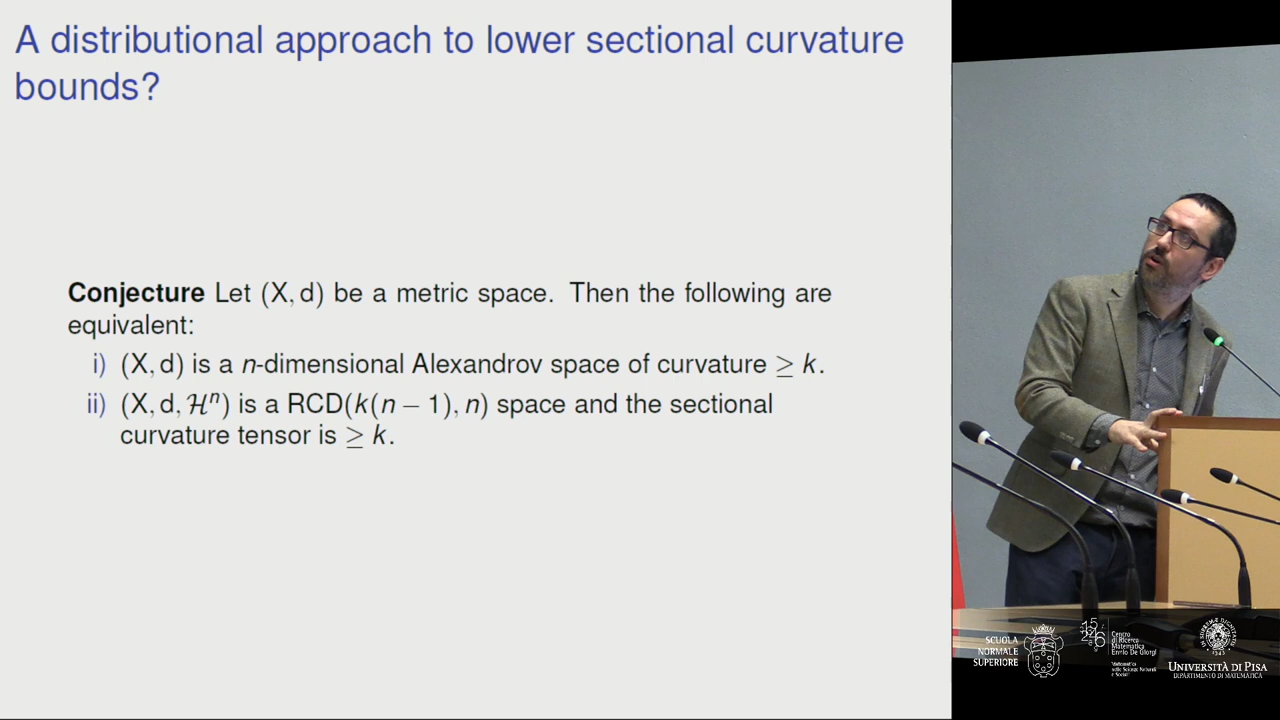 A distributional approach to lower sectional curvature
bounds?
Conjecture Let (X, d) be a metric space. Then the following are
equivalent:
i) (X, d) is a n-dimensional Alexandrov space of curvature ≥ k.
ii) (X, d, ℋⁿ) is a RCD(k(n − 1), n) space and the sectional
curvature tensor is ≥ k.
SCUOLA
NORMALE
SUPERIORE
Centro
di Ricerca
Matematica
Ennio De Giorgi
UNIVERSITÀ DI PISA
DIPARTIMENTO DI MATEMATICA